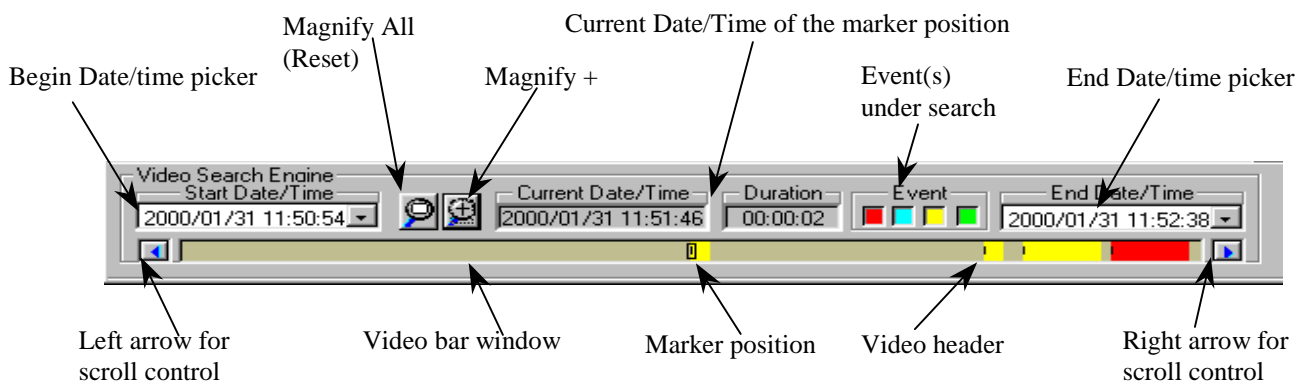 Magnify All
(Reset)
Current Date/Time of the marker position
Begin Date/time picker
Magnify +
Event(s)
under search
End Date/time picker
Video Search Engine
Start Date/Time
Current Date/Time
Duration
Event
End Date/Time
2000/01/31 11:50:54
2000/01/31 11:51:46
00:00:02
2000/01/31 11:52:38
Left arrow for
scroll control
Video bar window
Marker position
Video header
Right arrow for
scroll control